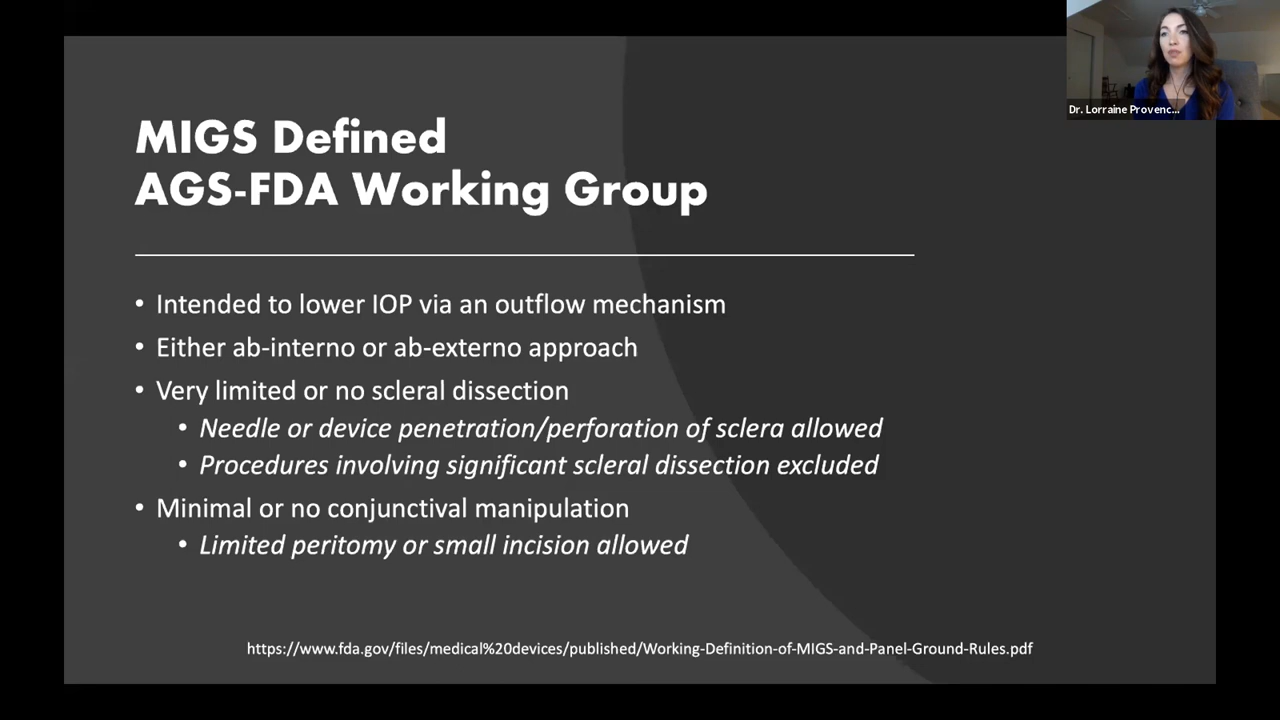 MIGS Defined
AGS-FDA Working Group
• Intended to lower IOP via an outflow mechanism
• Either ab-interno or ab-externo approach
• Very limited or no scleral dissection
• Needle or device penetration/perforation of sclera allowed
• Procedures involving significant scleral dissection excluded
• Minimal or no conjunctival manipulation
• Limited peritomy or small incision allowed
https://www.fda.gov/files/medical%20devices/published/Working-Definition-of-MIGS-and-Panel-Ground-Rules.pdf
Dr. Lorraine Provenc...